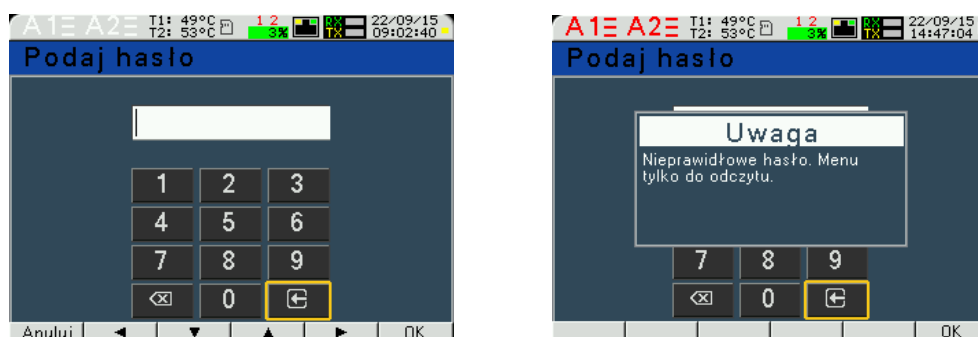 A1 A2 T1: 49°C T2: 53°C 1 2 3% RX TX 22/09/15 09:02:40
Podaj hasło
1 2 3
4 5 6
7 8 9
0
Anuluj ◄ ▼ ▲ ► OK
A1 A2 T1: 49°C T2: 53°C 1 2 3% RX TX 22/09/15 14:47:04
Podaj hasło
Uwaga
Nieprawidłowe hasło. Menu
tylko do odczytu.
7 8 9
0
OK